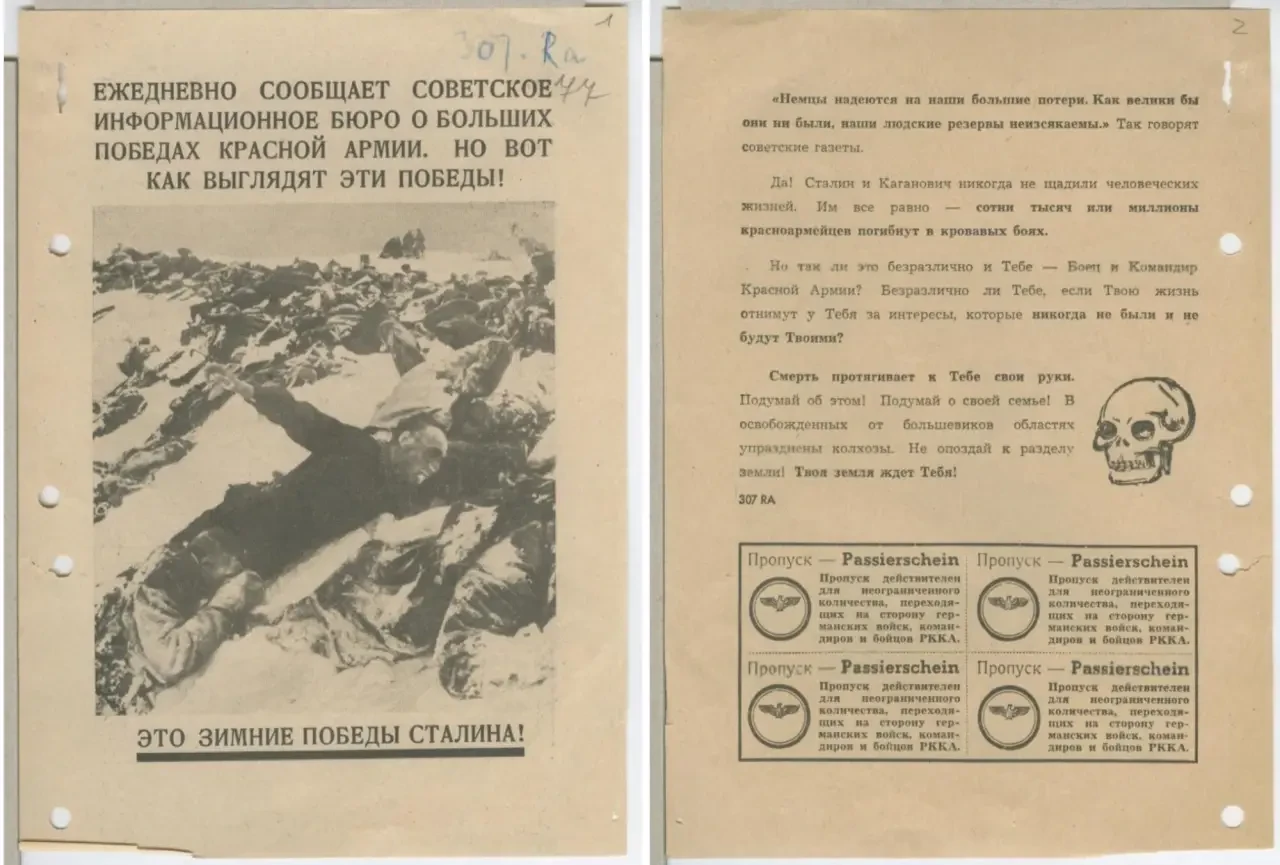 1
307. Ra
77
ЕЖЕДНЕВНО СООБЩАЕТ СОВЕТСКОЕ
ИНФОРМАЦИОННОЕ БЮРО О БОЛЬШИХ
ПОБЕДАХ КРАСНОЙ АРМИИ. НО ВОТ
КАК ВЫГЛЯДЯТ ЭТИ ПОБЕДЫ!
ЭТО ЗИМНИЕ ПОБЕДЫ СТАЛИНА!
2
«Немцы надеются на наши большие потери. Как велики бы
они ни были, наши людские резервы неизсякаемы.» Так говорят
советские газеты.
Да! Сталин и Каганович никогда не щадили человеческих
жизней. Им все равно — сотни тысяч или миллионы
красноармейцев погибнут в кровавых боях.
Но так ли это безразлично и Тебе — Боец и Командир
Красной Армии? Безразлично ли Тебе, если Твою жизнь
отнимут у Тебя за интересы, которые никогда не были и не
будут Твоими?
Смерть протягивает к Тебе свои руки.
Подумай об этом! Подумай о своей семье! В
освобожденных от большевиков областях
упразднены колхозы. Не опоздай к разделу
земли! Твоя земля ждет Тебя!
307 RA
Пропуск — Passierschein
Пропуск действителен
для неограниченного
количества, переходя-
щих на сторону гер-
манских войск, коман-
диров и бойцов РККА.
Пропуск — Passierschein
Пропуск действителен
для неограниченного
количества, переходя-
щих на сторону гер-
манских войск, коман-
диров и бойцов РККА.
Пропуск — Passierschein
Пропуск действителен
для неограниченного
количества, переходя-
щих на сторону гер-
манских войск, коман-
диров и бойцов РККА.
Пропуск — Passierschein
Пропуск действителен
для неограниченного
количества, переходя-
щих на сторону гер-
манских войск, коман-
диров и бойцов РККА.